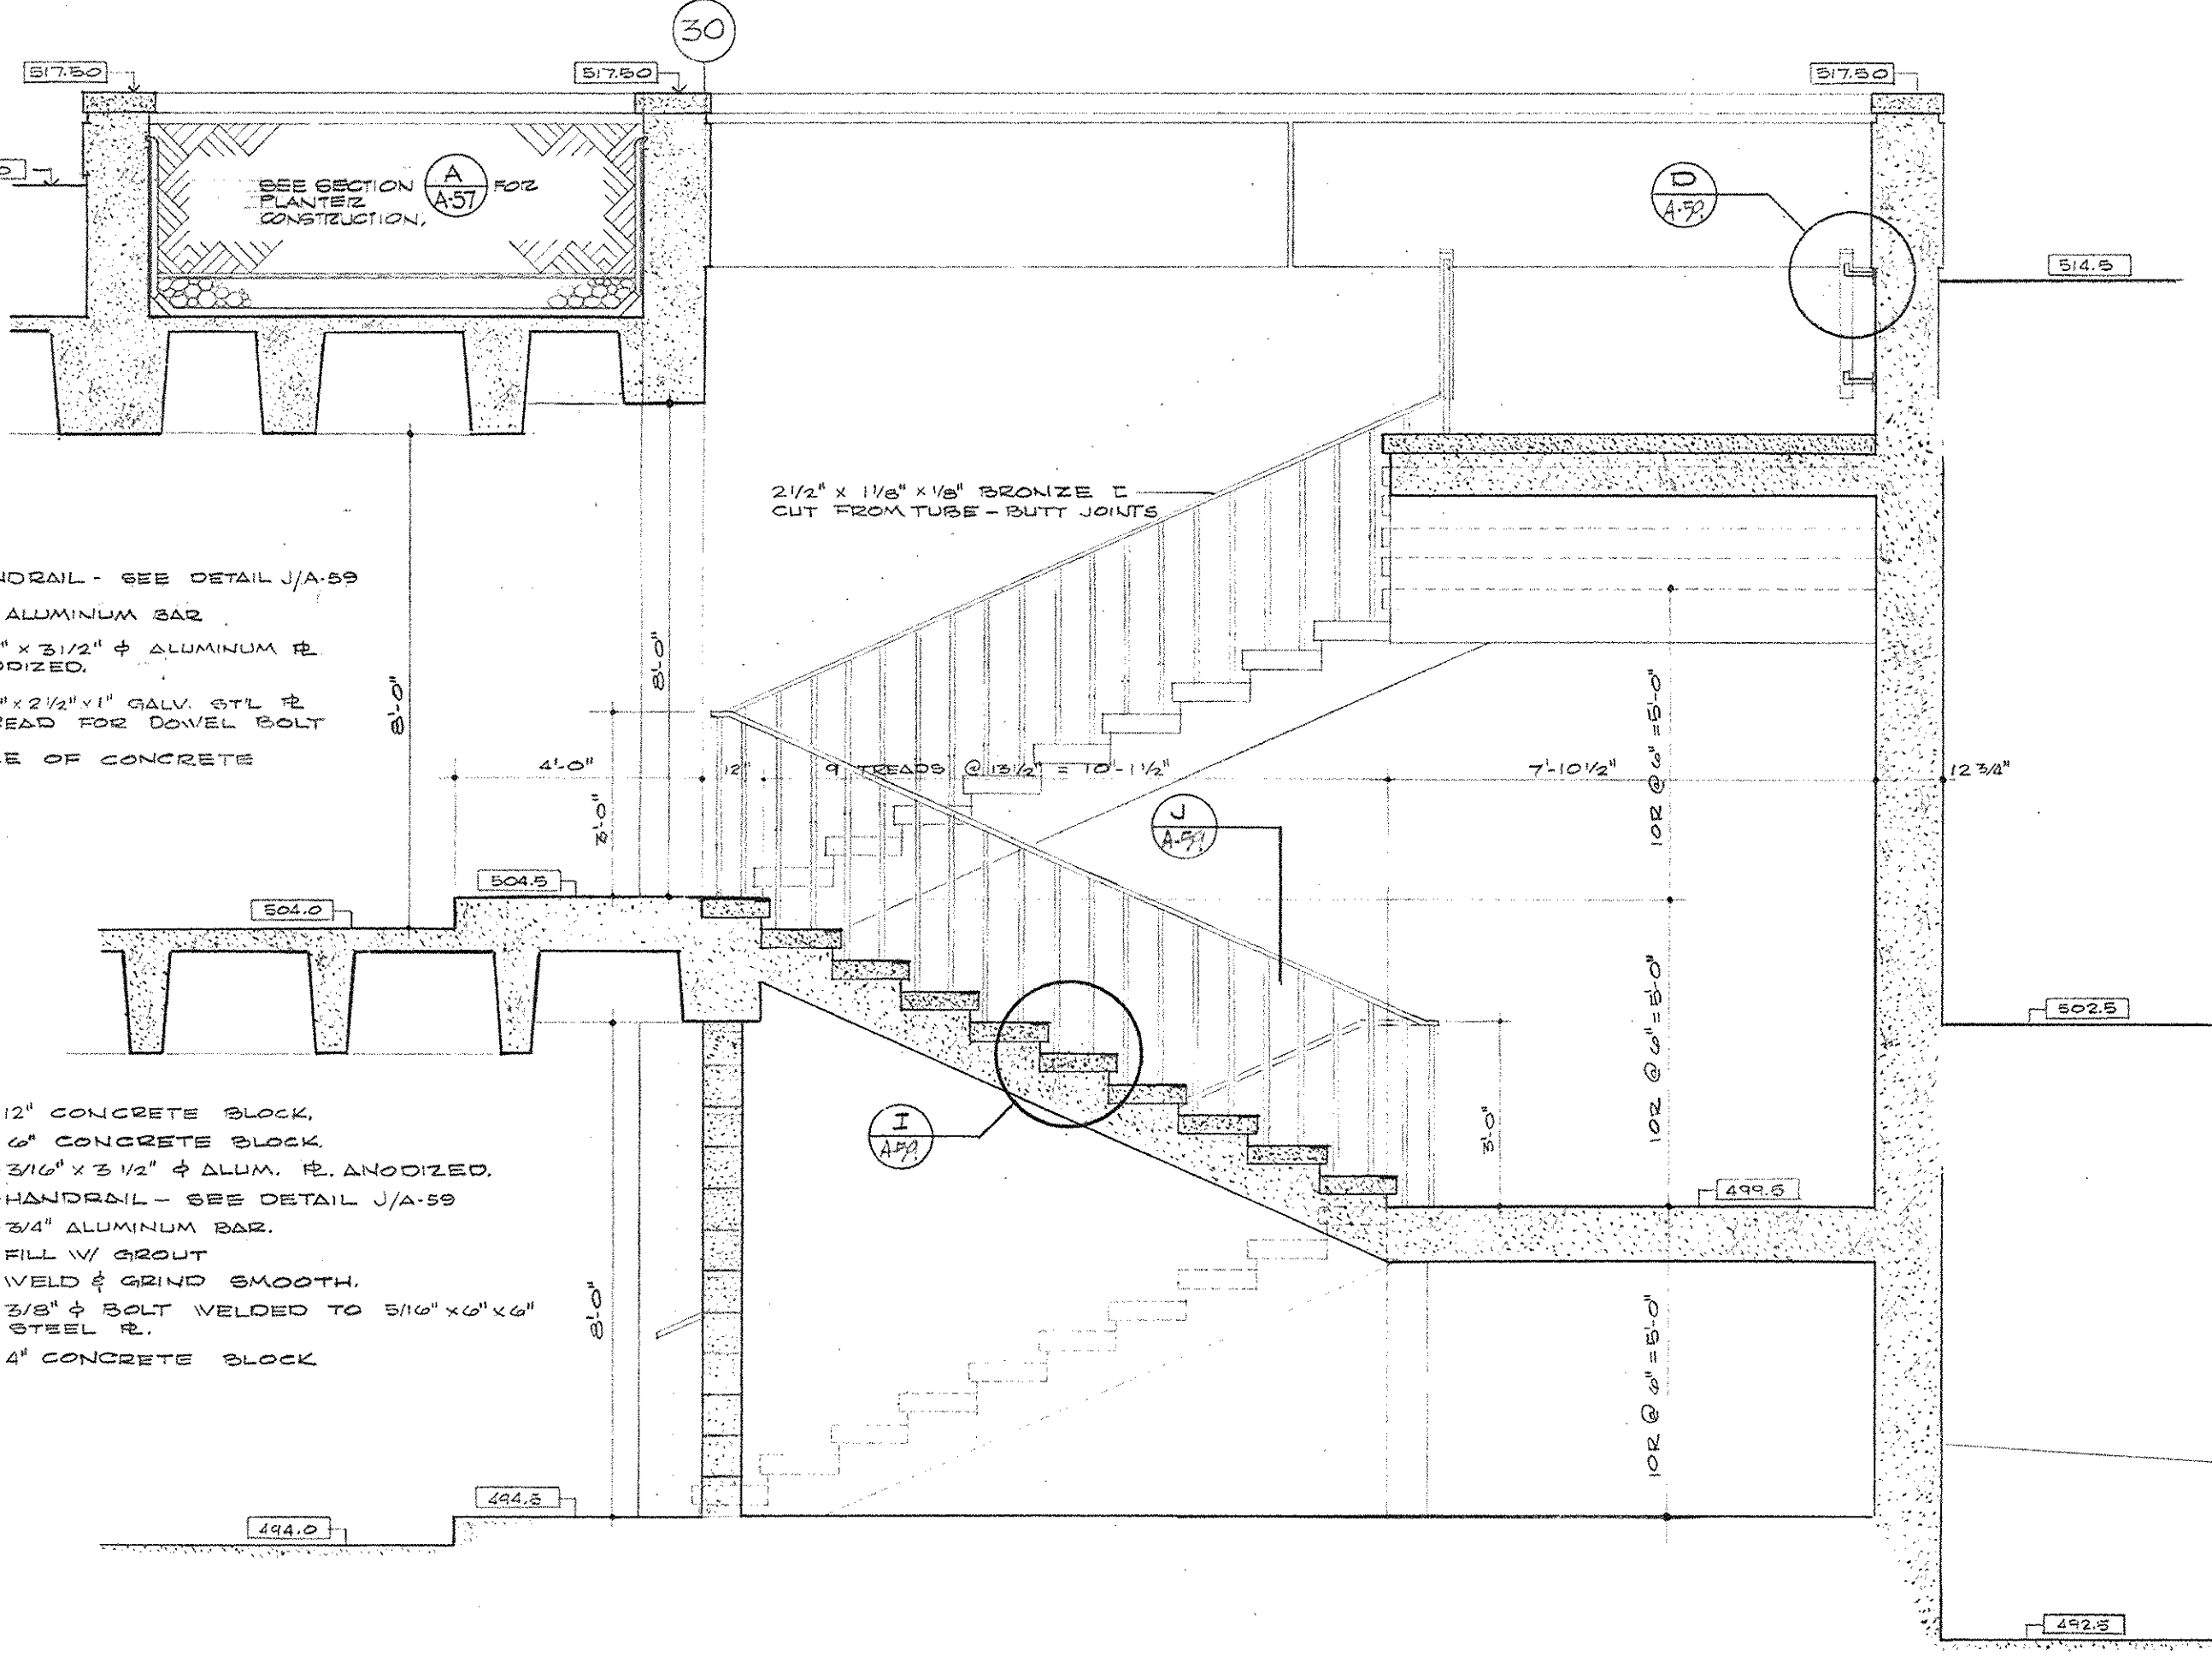 30
517.50
517.50
517.50
SEE SECTION A/A-57 FOR
PLANTER
CONSTRUCTION.
D
A-59
514.5
2 1/2" x 1 1/8" x 1/8" BRONZE
CUT FROM TUBE - BUTT JOINTS
NDRAIL - SEE DETAIL J/A-59
ALUMINUM BAR
" x 3 1/2" ϕ ALUMINUM PL
ODIZED.
" x 2 1/2" x 1" GALV. ST'L PL
READ FOR DOWEL BOLT
E OF CONCRETE
8'-0"
8'-0"
3'-0"
4'-0"
12"
9 TREADS @ 13 1/2" = 10'-1 1/2"
7'-10 1/2"
12 3/4"
10R @ 6" = 5'-0"
J
A-59
504.5
504.0
502.5
10R @ 6" = 5'-0"
I
A-59
3'-0"
499.5
12" CONCRETE BLOCK.
6" CONCRETE BLOCK.
3/16" x 3 1/2" ϕ ALUM. PL. ANODIZED.
HANDRAIL - SEE DETAIL J/A-59
3/4" ALUMINUM BAR.
FILL W/ GROUT
WELD & GRIND SMOOTH.
3/8" ϕ BOLT WELDED TO 5/16" x 6" x 6"
STEEL PL.
4" CONCRETE BLOCK
8'-0"
10R @ 6" = 5'-0"
494.5
494.0
492.5